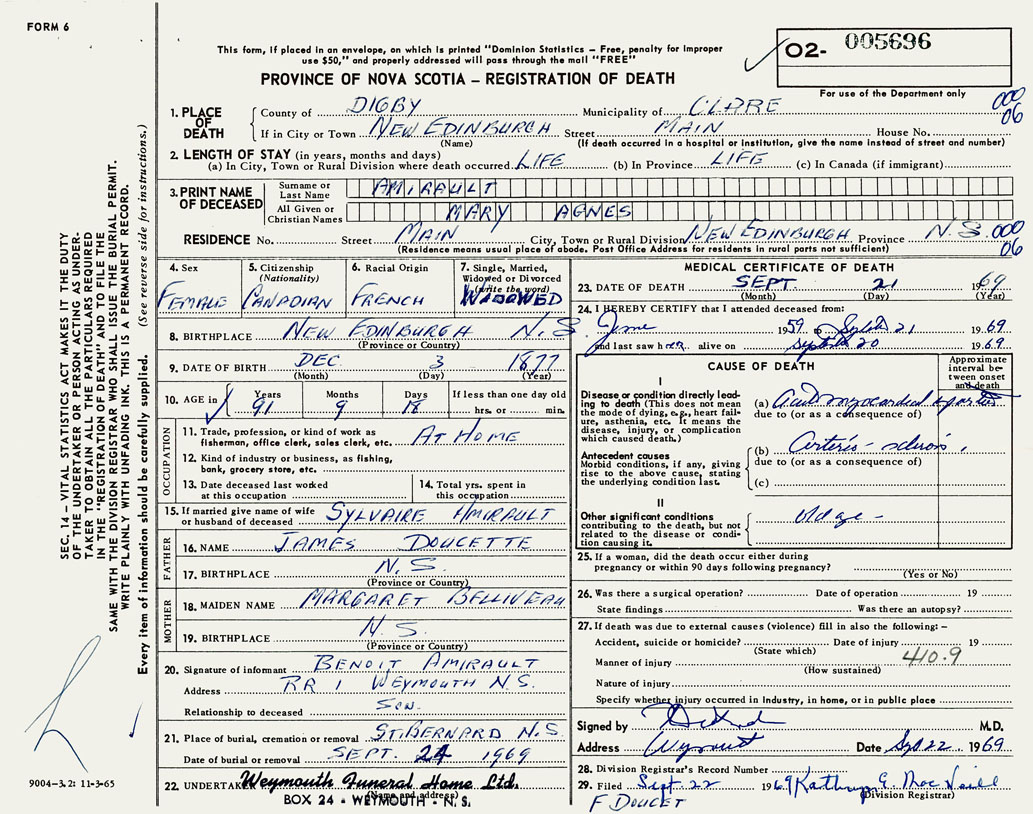 FORM 6
This form, if placed in an envelope, on which is printed "Dominion Statistics – Free, penalty for improper
use $50," and properly addressed will pass through the mail "FREE"
PROVINCE OF NOVA SCOTIA – REGISTRATION OF DEATH
O2- 005696
For use of the Department only
000
06
1. PLACE OF DEATH
County of DIGBY Municipality of CLARE
If in City or Town NEW EDINBURGH Street MAIN House No.
(Name) (If death occurred in a hospital or institution, give the name instead of street and number)
2. LENGTH OF STAY (in years, months and days)
(a) In City, Town or Rural Division where death occurred LIFE (b) In Province LIFE (c) In Canada (if immigrant)
3. PRINT NAME OF DECEASED
Surname or Last Name AMIRAULT
All Given or Christian Names MARY AGNES
RESIDENCE No. Street MAIN City, Town or Rural Division NEW EDINBURGH Province N.S. 000
06
(Residence means usual place of abode. Post Office Address for residents in rural parts not sufficient)
4. Sex FEMALE
5. Citizenship (Nationality) CANADIAN
6. Racial Origin FRENCH
7. Single, Married, Widowed or Divorced (write the word) WIDOWED
8. BIRTHPLACE NEW EDINBURGH N.S.
(Province or Country)
9. DATE OF BIRTH DEC. 3 1877
(Month) (Day) (Year)
10. AGE in Years 91 Months 9 Days 18 If less than one day old hrs. or min.
OCCUPATION
11. Trade, profession, or kind of work as
fisherman, office clerk, sales clerk, etc. AT HOME
12. Kind of industry or business, as fishing,
bank, grocery store, etc.
13. Date deceased last worked at this occupation
14. Total yrs. spent in this occupation
15. If married give name of wife
or husband of deceased SYLVAIRE AMIRAULT
FATHER
16. NAME JAMES DOUCETTE
17. BIRTHPLACE N.S.
(Province or Country)
MOTHER
18. MAIDEN NAME MARGARET BELLIVEAU
19. BIRTHPLACE N.S.
(Province or Country)
20. Signature of informant BENOIT AMIRAULT
Address RR 1 WEYMOUTH N.S.
Relationship to deceased SON.
21. Place of burial, cremation or removal ST. BERNARD N.S.
Date of burial or removal SEPT. 24 1969
22. UNDERTAKER Weymouth Funeral Home Ltd.
(Name and address)
BOX 24 - WEYMOUTH - N. S.
MEDICAL CERTIFICATE OF DEATH
23. DATE OF DEATH SEPT. 21 1969
(Month) (Day) (Year)
24. I HEREBY CERTIFY that I attended deceased from:
June 1959 to Sept 21 1969
and last saw her alive on Sept 20 1969
CAUSE OF DEATH
Approximate interval between onset and death
I
Disease or condition directly leading to death (This does not mean the mode of dying, e.g., heart failure, asthenia, etc. It means the disease, injury, or complication which caused death.)
(a) Acute myocardial
due to (or as a consequence of)
Antecedent causes
Morbid conditions, if any, giving rise to the above cause, stating the underlying condition last.
(b) Arterio-sclerosis
due to (or as a consequence of)
(c)
II
Other significant conditions
contributing to the death, but not related to the disease or condition causing it.
old age -
25. If a woman, did the death occur either during
pregnancy or within 90 days following pregnancy?
(Yes or No)
26. Was there a surgical operation? Date of operation 19
State findings Was there an autopsy?
27. If death was due to external causes (violence) fill in also the following: –
Accident, suicide or homicide? Date of injury 19
(State which)
410.9
Manner of injury
(How sustained)
Nature of injury
Specify whether injury occurred in industry, in home, or in public place
Signed by M.D.
Address Weymouth Date Sept 22 1969
28. Division Registrar's Record Number
29. Filed Sept. 22 1969 Kathryn E. MacNeill
(Division Registrar)
F DOUCET
SEC. 14 – VITAL STATISTICS ACT MAKES IT THE DUTY
OF THE UNDERTAKER OR PERSON ACTING AS UNDER-
TAKER TO OBTAIN ALL THE PARTICULARS REQUIRED
IN THE "REGISTRATION OF DEATH" AND TO FILE THE
SAME WITH THE DIVISION REGISTRAR WHO SHALL ISSUE THE BURIAL PERMIT.
WRITE PLAINLY WITH UNFADING INK. THIS IS A PERMANENT RECORD.
Every item of information should be carefully supplied. (See reverse side for instructions.)
9004-3.2: 11-3-65